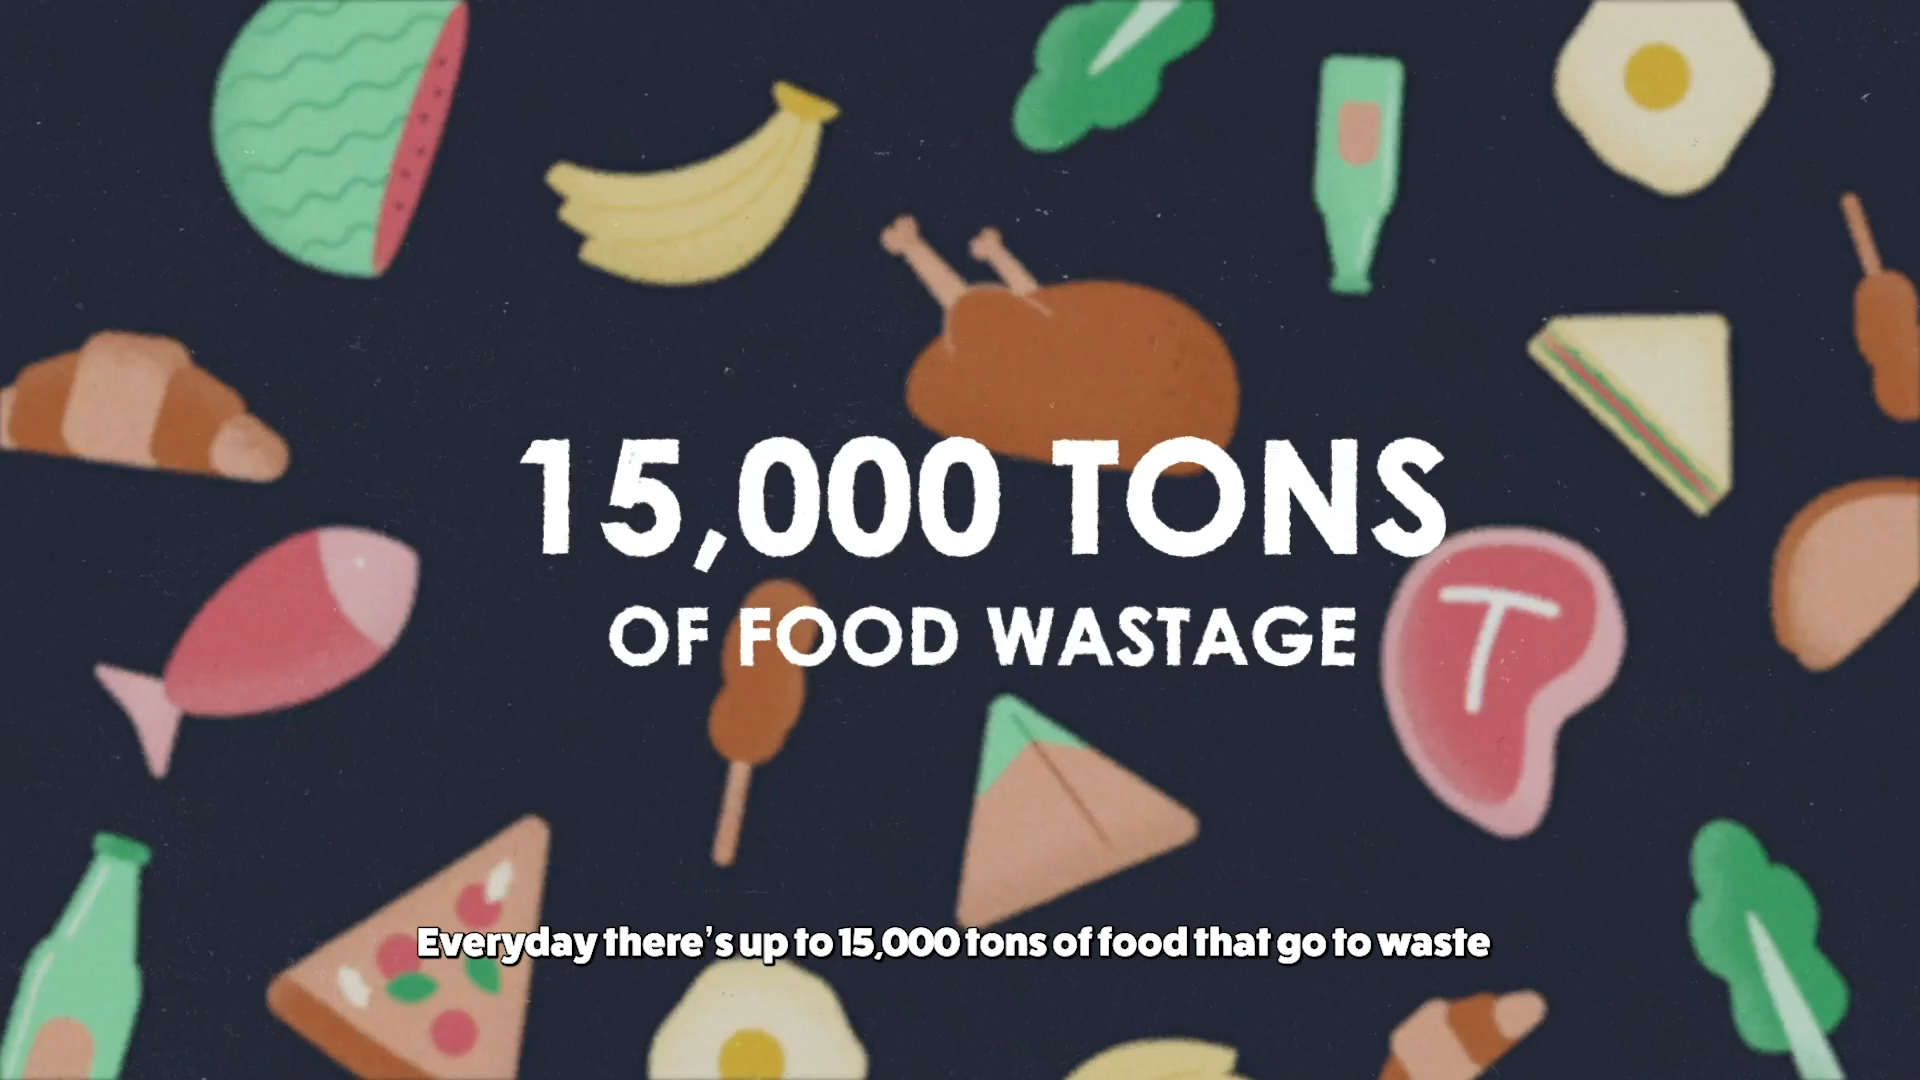 15,000 TONS
OF FOOD WASTAGE
T
Everyday there's up to 15,000 tons of food that go to waste